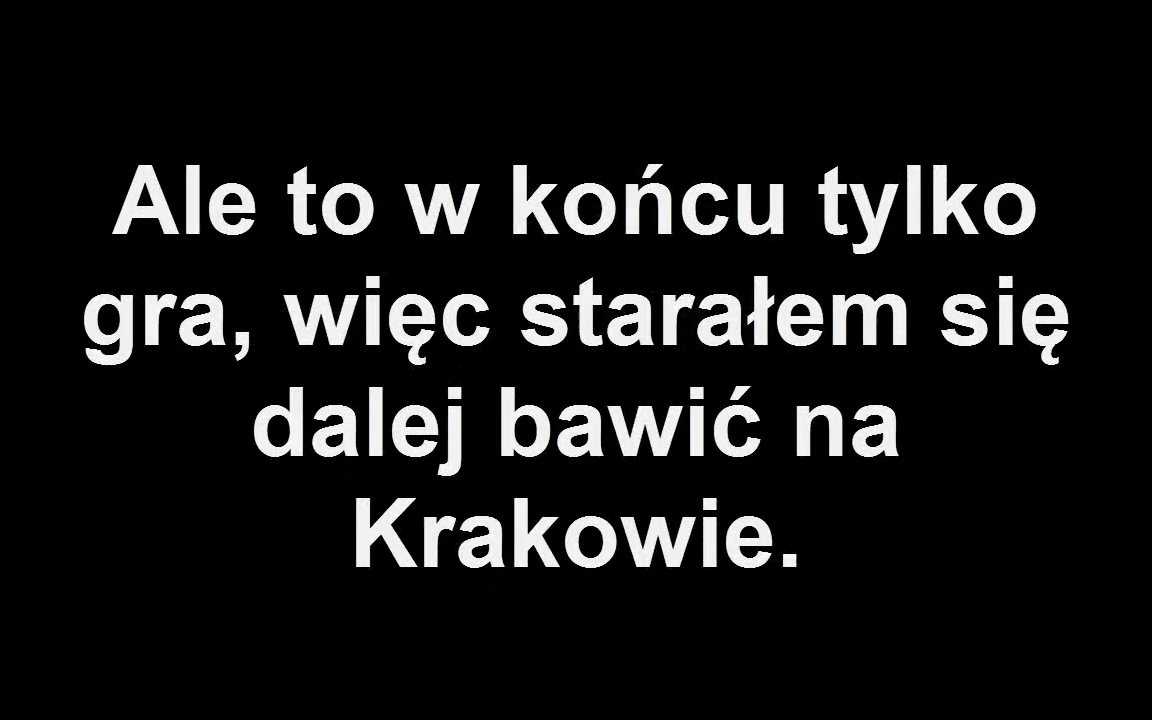 Ale to w końcu tylko
gra, więc starałem się
dalej bawić na
Krakowie.